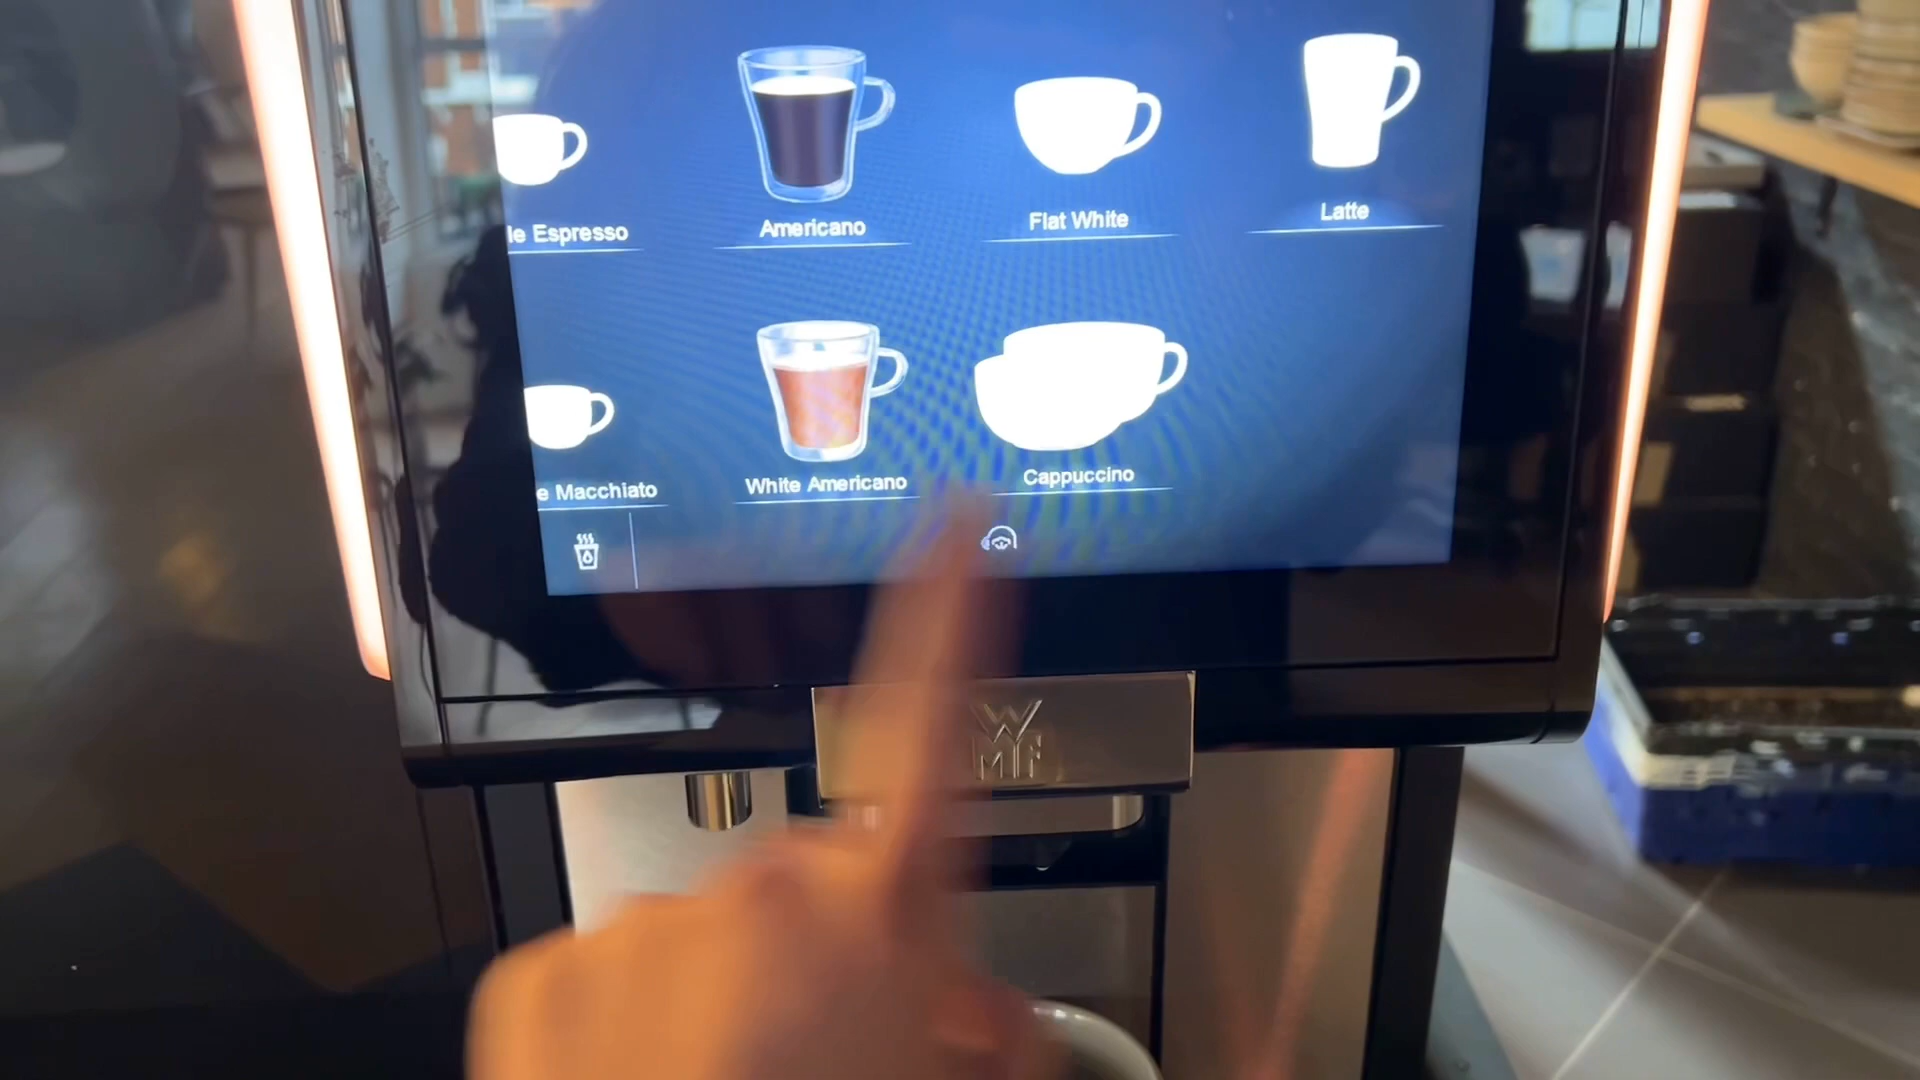 le Espresso
Americano
Flat White
Latte
e Macchiato
White Americano
Cappuccino
WMF